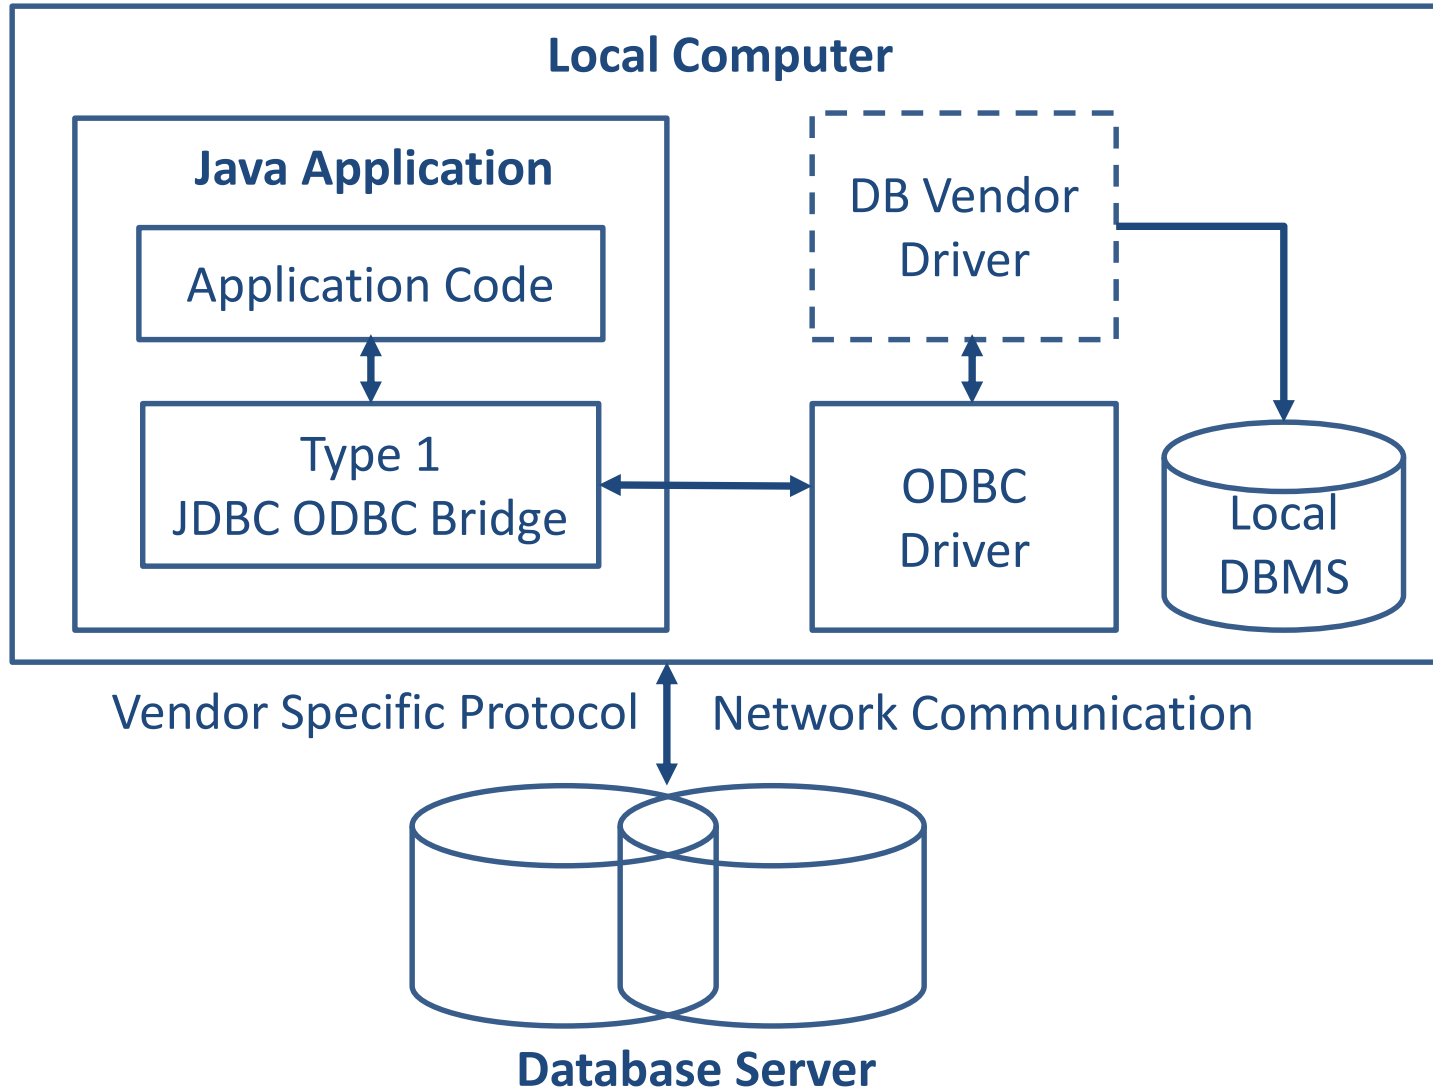 Local Computer
Java Application
Application Code
Type 1
JDBC ODBC Bridge
DB Vendor
Driver
ODBC
Driver
Local
DBMS
Vendor Specific Protocol
Network Communication
Database Server